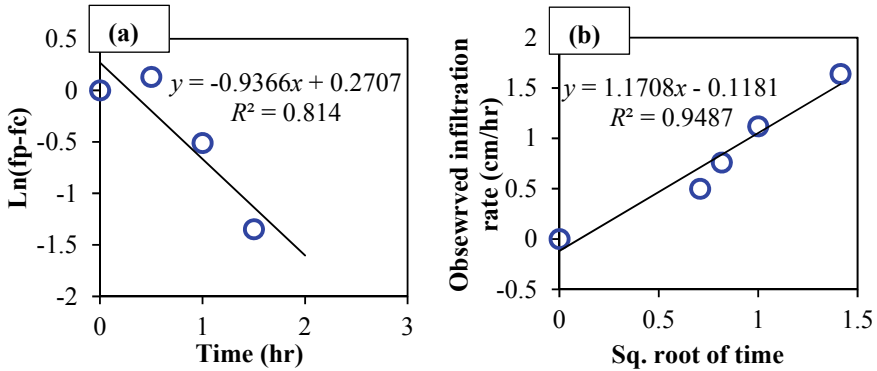 (a)
0.5
0
-0.5
-1
-1.5
-2
Ln(fp-fc)
y = -0.9366x + 0.2707
R² = 0.814
0 1 2 3
Time (hr)
(b)
2
1.5
1
0.5
0
-0.5
Obsewrved infiltration
rate (cm/hr)
y = 1.1708x - 0.1181
R² = 0.9487
0 0.5 1 1.5
Sq. root of time